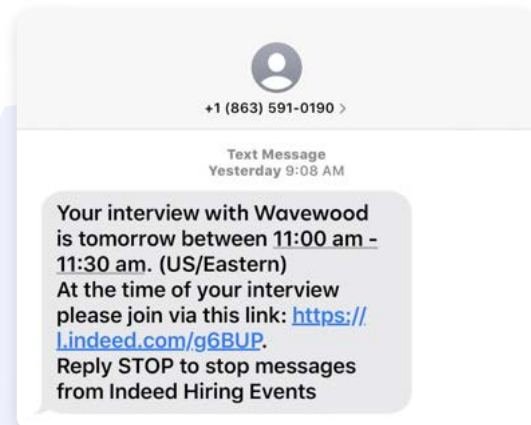 +1 (863) 591-0190 >
Text Message
Yesterday 9:08 AM
Your interview with Wavewood
is tomorrow between 11:00 am -
11:30 am. (US/Eastern)
At the time of your interview
please join via this link: https://
l.indeed.com/g6BUP.
Reply STOP to stop messages
from Indeed Hiring Events